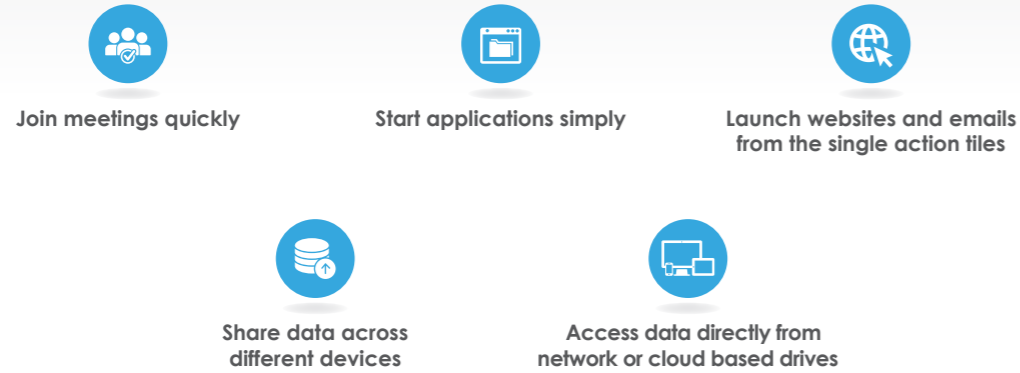 Join meetings quickly
Start applications simply
Launch websites and emails
from the single action tiles
Share data across
different devices
Access data directly from
network or cloud based drives